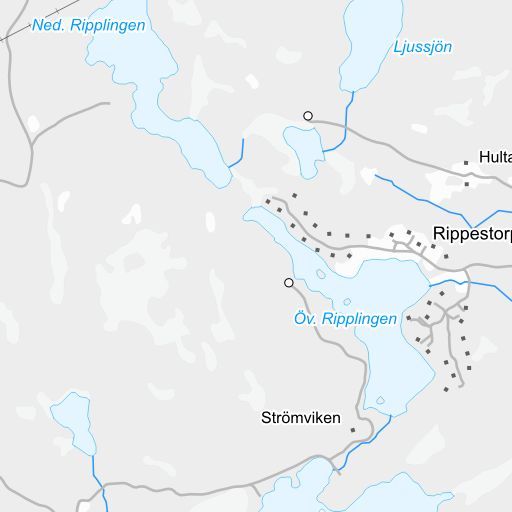 Ned. Ripplingen
Ljussjön
Hulta
Rippestorp
Öv. Ripplingen
Strömviken